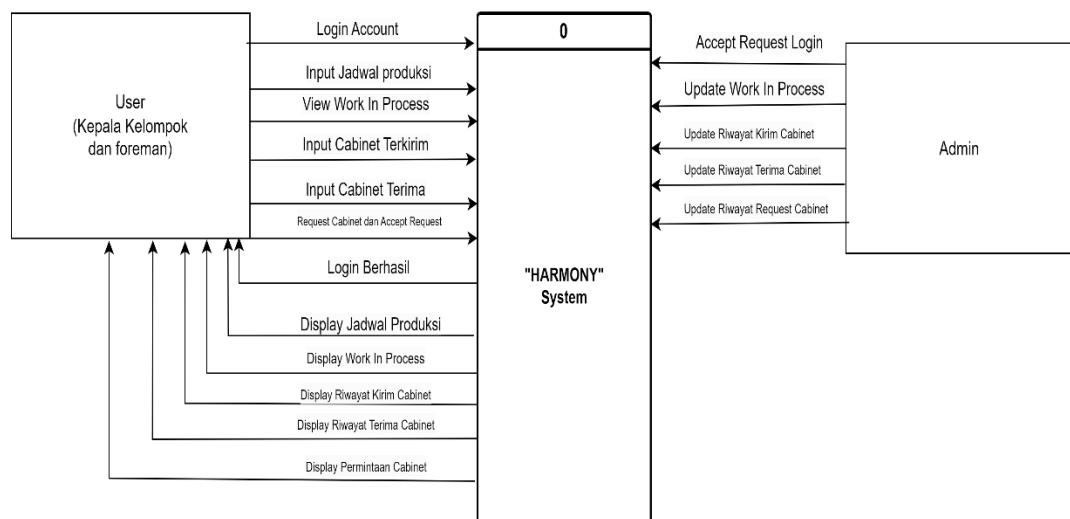 Login Account
Input Jadwal produksi
View Work In Process
Input Cabinet Terkirim
Input Cabinet Terima
Request Cabinet dan Accept Request
User
(Kepala Kelompok
dan foreman)
Login Berhasil
Display Jadwal Produksi
Display Work In Process
Display Riwayat Kirim Cabinet
Display Riwayat Terima Cabinet
Display Permintaan Cabinet
0
"HARMONY"
System
Accept Request Login
Update Work In Process
Update Riwayat Kirim Cabinet
Update Riwayat Terima Cabinet
Update Riwayat Request Cabinet
Admin